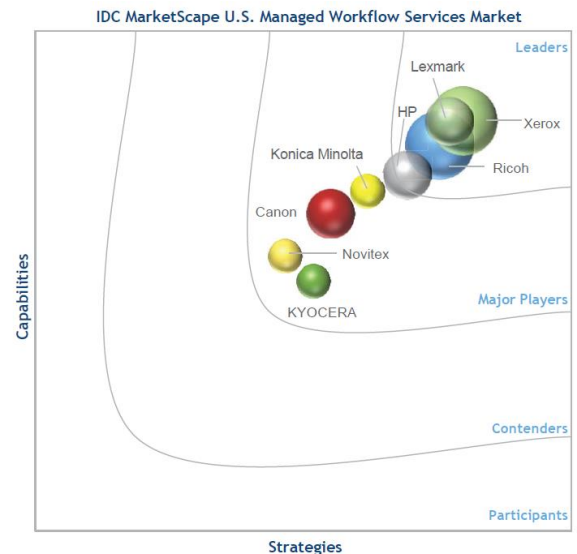 IDC MarketScape U.S. Managed Workflow Services Market
Leaders
Lexmark
HP
Xerox
Konica Minolta
Ricoh
Canon
Novitex
Capabilities
Major Players
KYOCERA
Contenders
Participants
Strategies